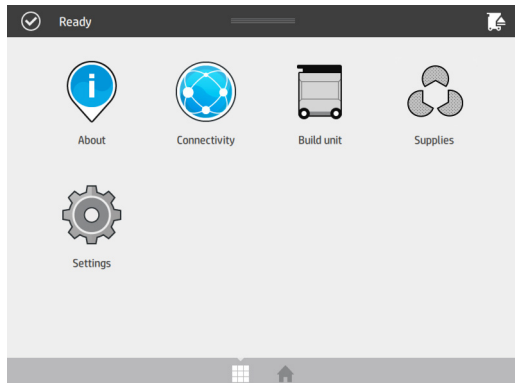 Ready
About
Connectivity
Build unit
Supplies
Settings